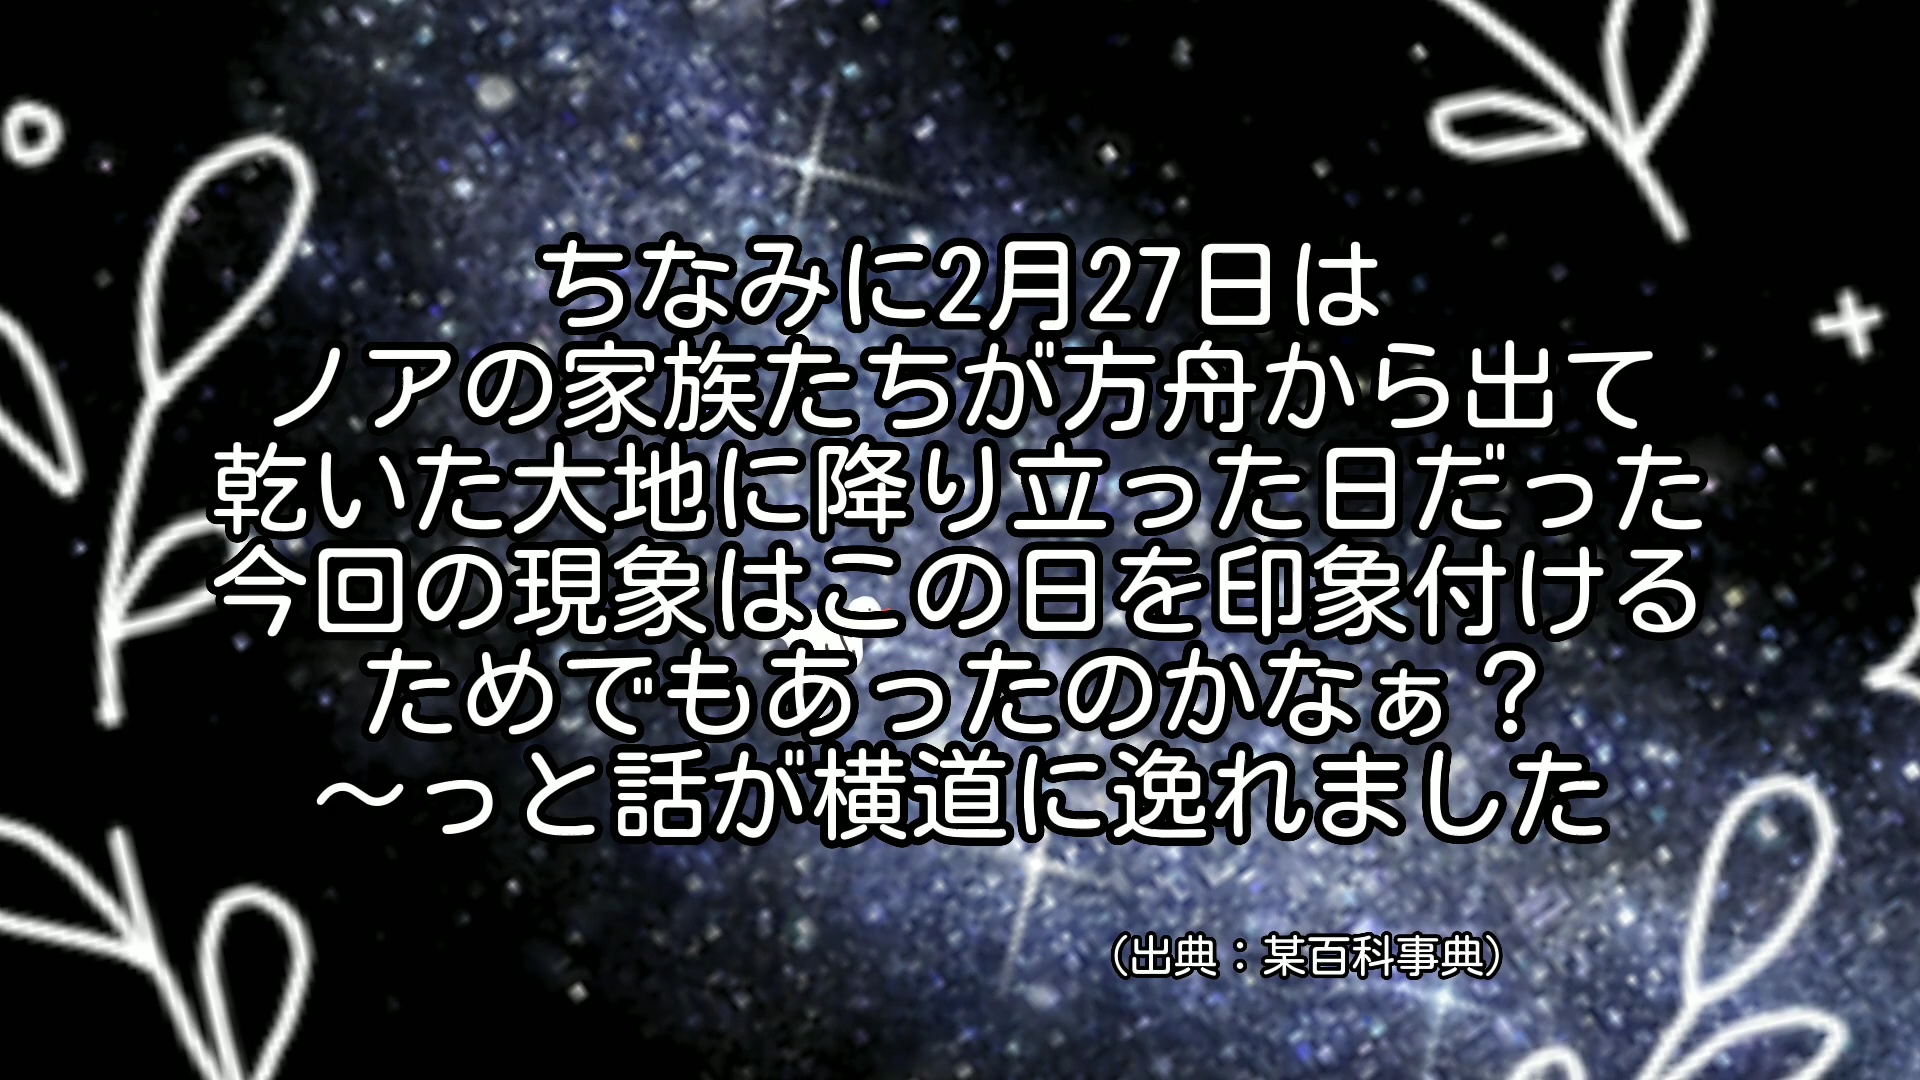 ちなみに2月27日は
ノアの家族たちが方舟から出て
乾いた大地に降り立った日だった
今回の現象はこの日を印象付ける
ためでもあったのかなぁ？
～っと話が横道に逸れました
（出典：某百科事典）